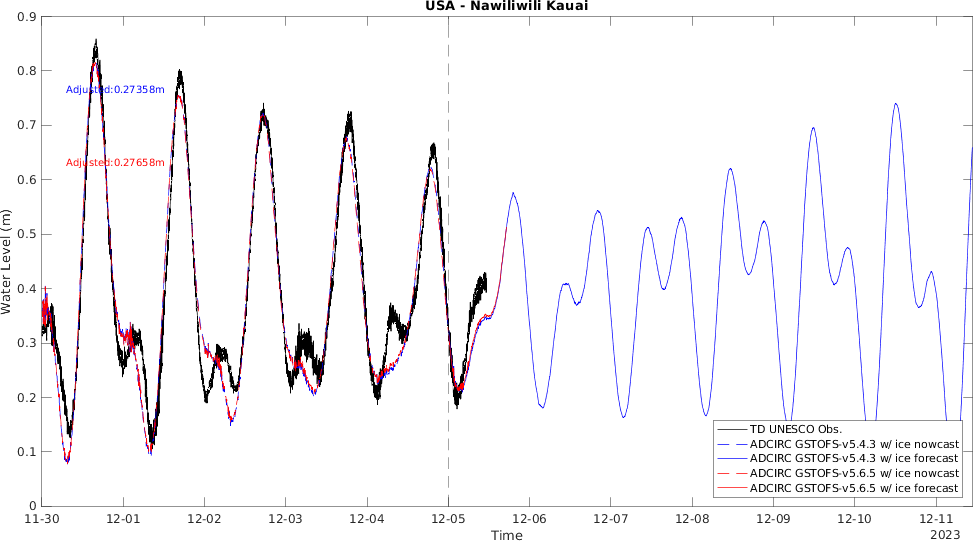 USA - Nawiliwili Kauai
0.9
0.8
0.7
0.6
0.5
0.4
0.3
0.2
0.1
0
Water Level (m)
Adjusted:0.27358m
Adjusted:0.27658m
TD UNESCO Obs.
ADCIRC GSTOFS-v5.4.3 w/ ice nowcast
ADCIRC GSTOFS-v5.4.3 w/ ice forecast
ADCIRC GSTOFS-v5.6.5 w/ ice nowcast
ADCIRC GSTOFS-v5.6.5 w/ ice forecast
11-30 12-01 12-02 12-03 12-04 12-05 12-06 12-07 12-08 12-09 12-10 12-11
2023
Time